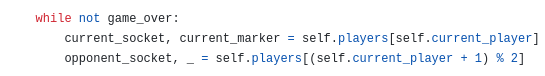 while not game_over:
    current_socket, current_marker = self.players[self.current_player]
    opponent_socket, _ = self.players[(self.current_player + 1) % 2]